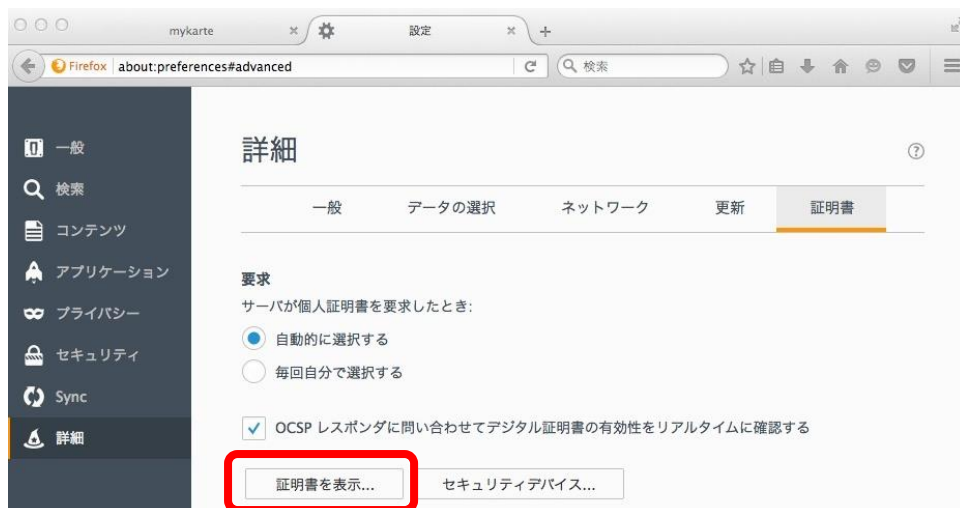 mykarte
設定
Firefox about:preferences#advanced
検索
一般
検索
コンテンツ
アプリケーション
プライバシー
セキュリティ
Sync
詳細
詳細
一般 データの選択 ネットワーク 更新 証明書
要求
サーバが個人証明書を要求したとき:
自動的に選択する
毎回自分で選択する
OCSP レスポンダに問い合わせてデジタル証明書の有効性をリアルタイムに確認する
証明書を表示... セキュリティデバイス...